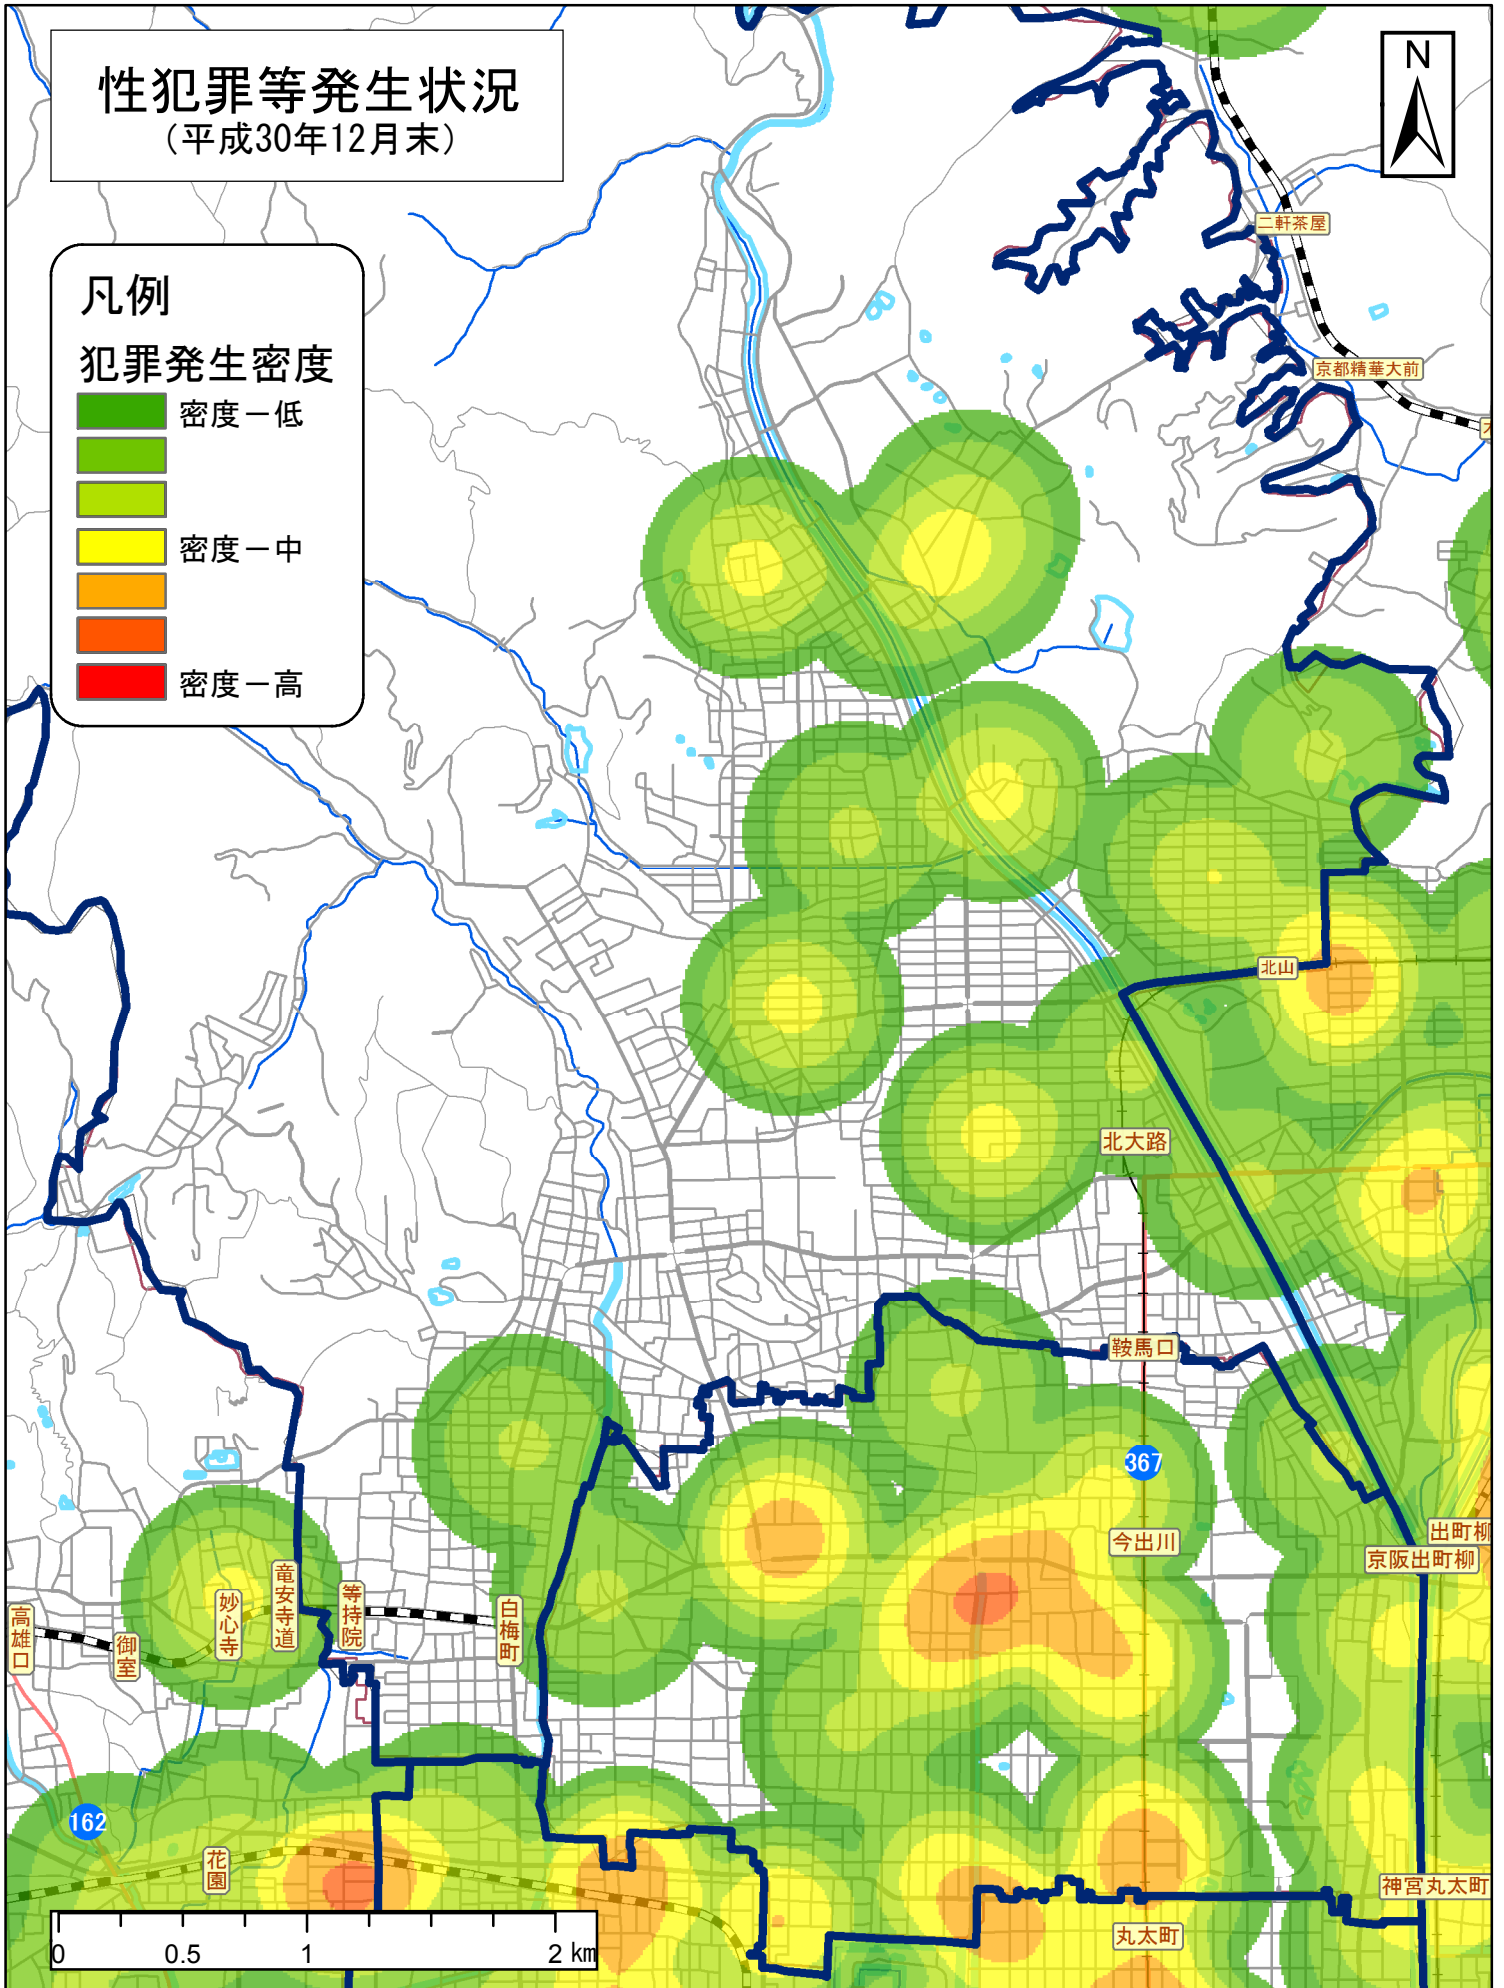 性犯罪等発生状況
(平成30年12月末)
N
凡例
犯罪発生密度
密度－低
密度－中
密度－高
二軒茶屋
京都精華大前
北山
北大路
鞍馬口
367
今出川
出町柳
京阪出町柳
高雄口
御室
妙心寺
竜安寺道
等持院
白梅町
162
花園
神宮丸太町
丸太町
0 0.5 1 2 km